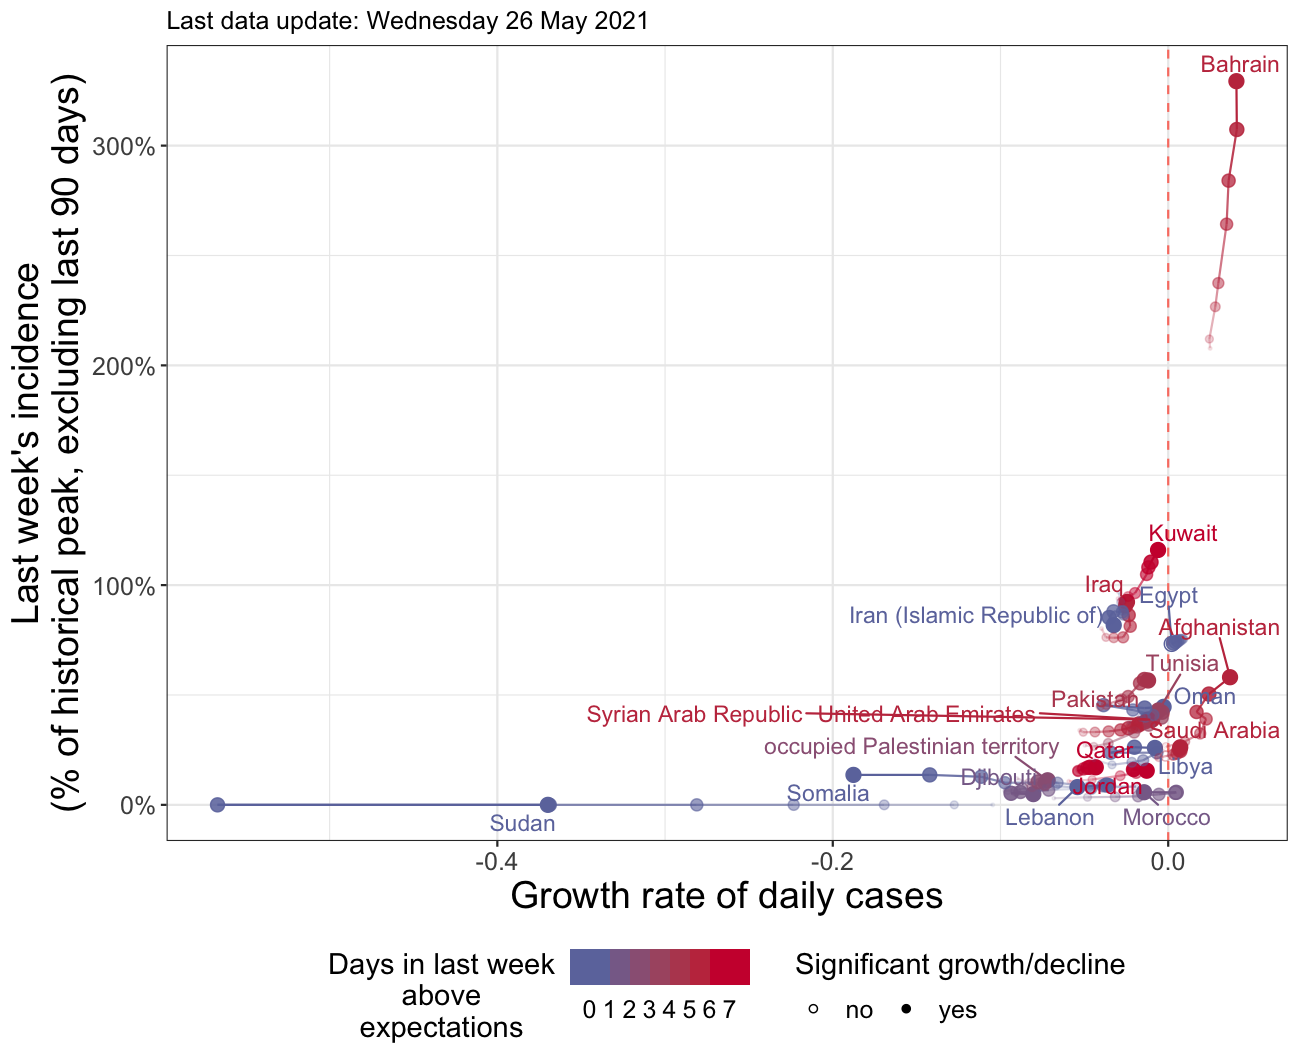 Last data update: Wednesday 26 May 2021
Last week's incidence
(% of historical peak, excluding last 90 days)
300%
200%
100%
0%
Bahrain
Kuwait
Iraq
Egypt
Iran (Islamic Republic of)
Afghanistan
Tunisia
Pakistan
Oman
Syrian Arab Republic
United Arab Emirates
Saudi Arabia
occupied Palestinian territory
Qatar
Libya
Djibouti
Somalia
Jordan
Sudan
Lebanon
Morocco
-0.4
-0.2
0.0
Growth rate of daily cases
Days in last week
above
expectations
0 1 2 3 4 5 6 7
Significant growth/decline
no
yes